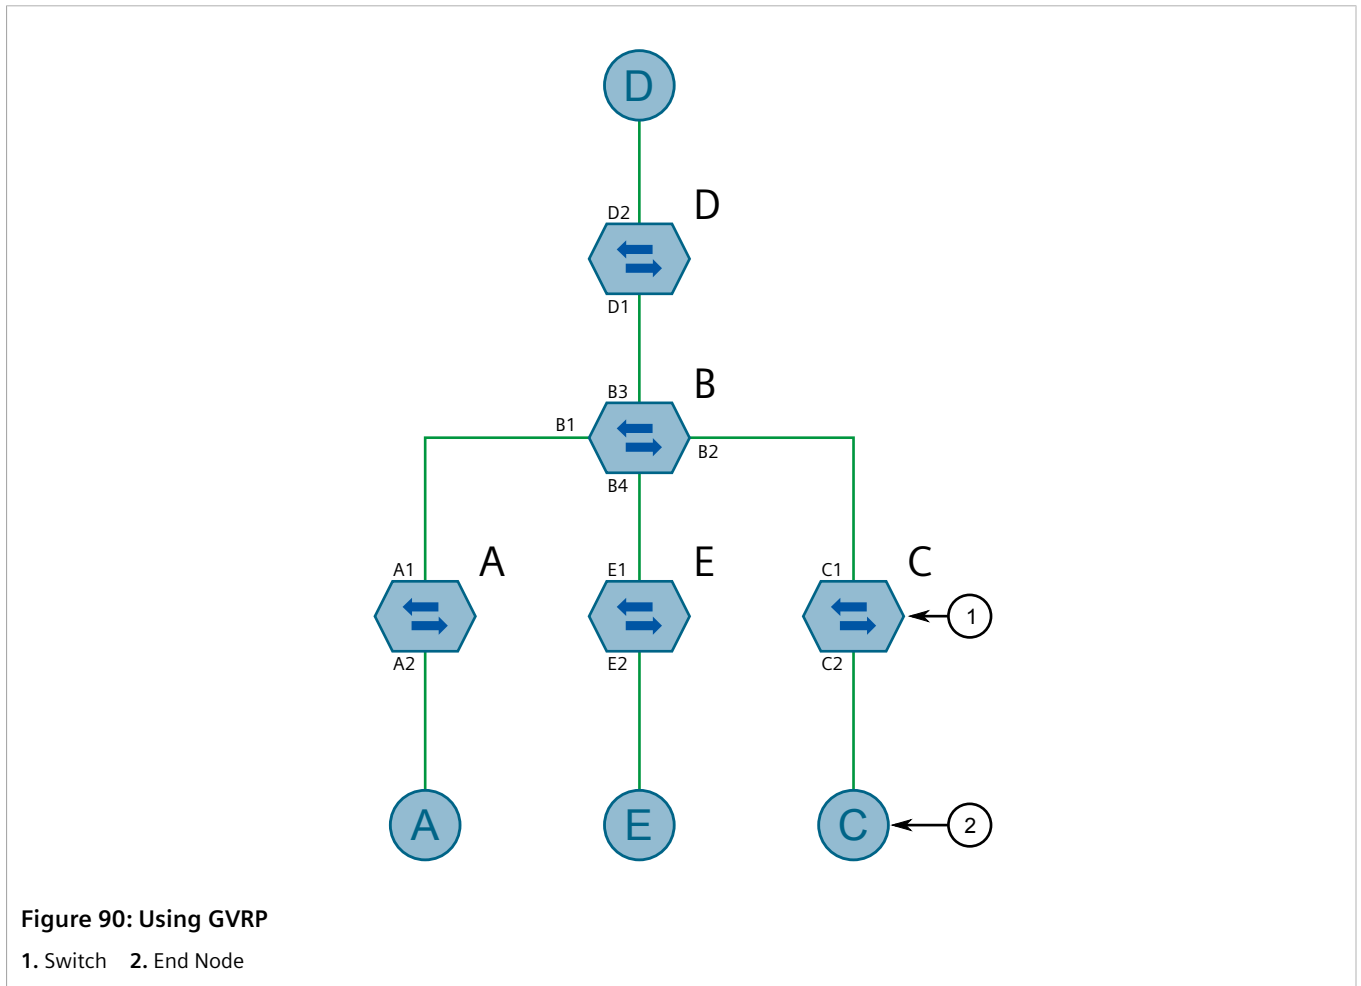 D
D2
D
D1
B3
B
B1
B2
B4
A1
A
E1
E
C1
C
1
A2
E2
C2
A
E
C
2
Figure 90: Using GVRP
1. Switch 2. End Node